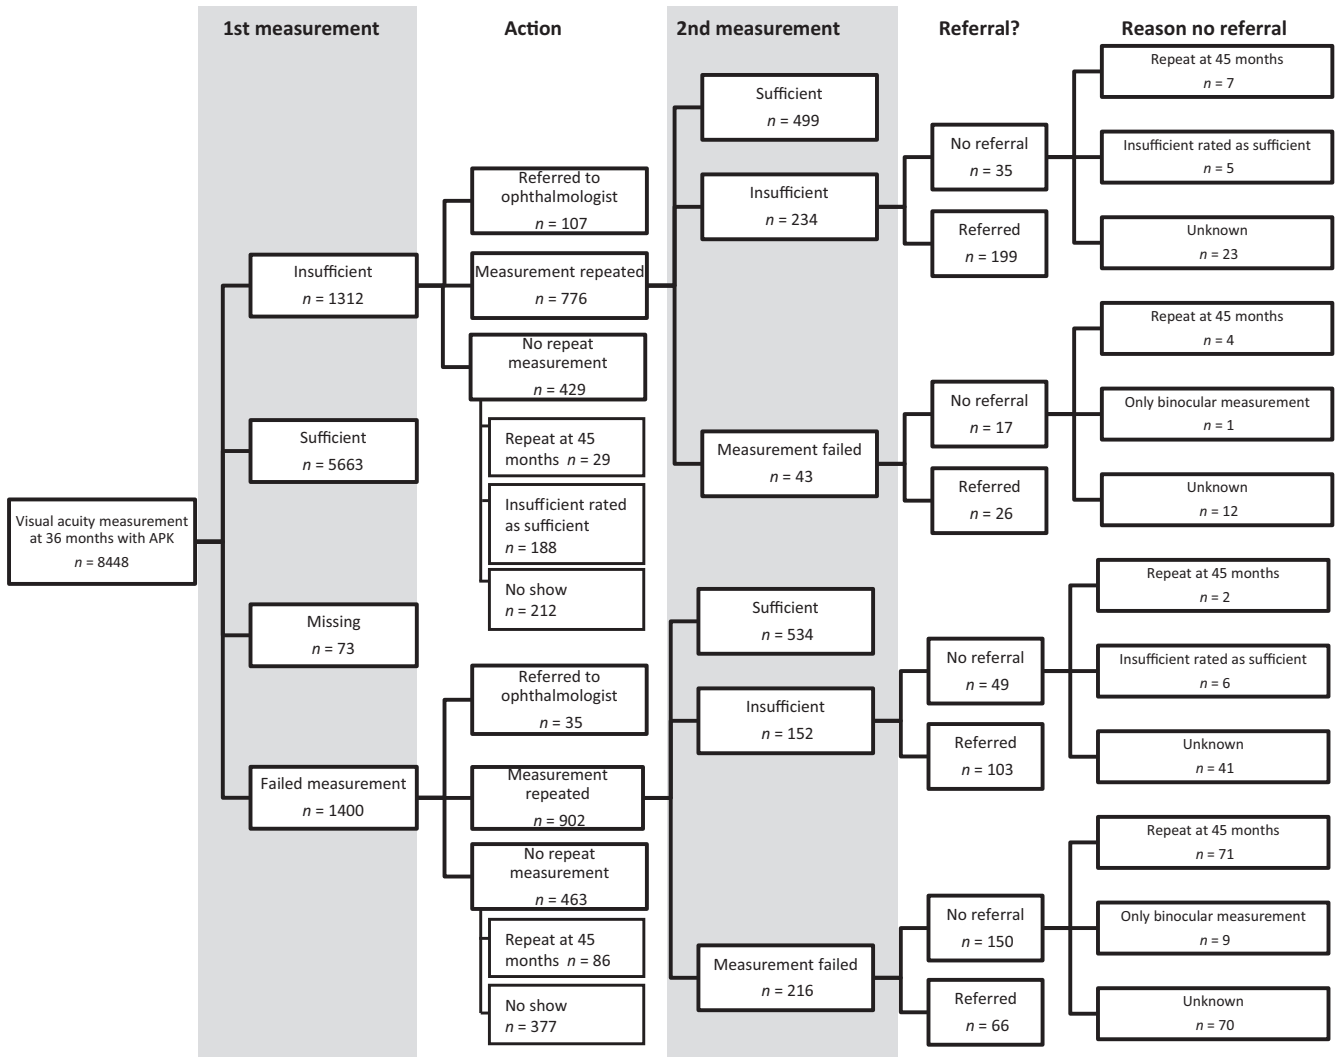 1st measurement
Action
2nd measurement
Referral?
Reason no referral
Visual acuity measurement
at 36 months with APK
n = 8448
Insufficient
n = 1312
Sufficient
n = 5663
Missing
n = 73
Failed measurement
n = 1400
Referred to
ophthalmologist
n = 107
Measurement repeated
n = 776
No repeat
measurement
n = 429
Repeat at 45
months n = 29
Insufficient rated
as sufficient
n = 188
No show
n = 212
Referred to
ophthalmologist
n = 35
Measurement
repeated
n = 902
No repeat
measurement
n = 463
Repeat at 45
months n = 86
No show
n = 377
Sufficient
n = 499
Insufficient
n = 234
Measurement failed
n = 43
Sufficient
n = 534
Insufficient
n = 152
Measurement failed
n = 216
No referral
n = 35
Referred
n = 199
No referral
n = 17
Referred
n = 26
No referral
n = 49
Referred
n = 103
No referral
n = 150
Referred
n = 66
Repeat at 45 months
n = 7
Insufficient rated as sufficient
n = 5
Unknown
n = 23
Repeat at 45 months
n = 4
Only binocular measurement
n = 1
Unknown
n = 12
Repeat at 45 months
n = 2
Insufficient rated as sufficient
n = 6
Unknown
n = 41
Repeat at 45 months
n = 71
Only binocular measurement
n = 9
Unknown
n = 70